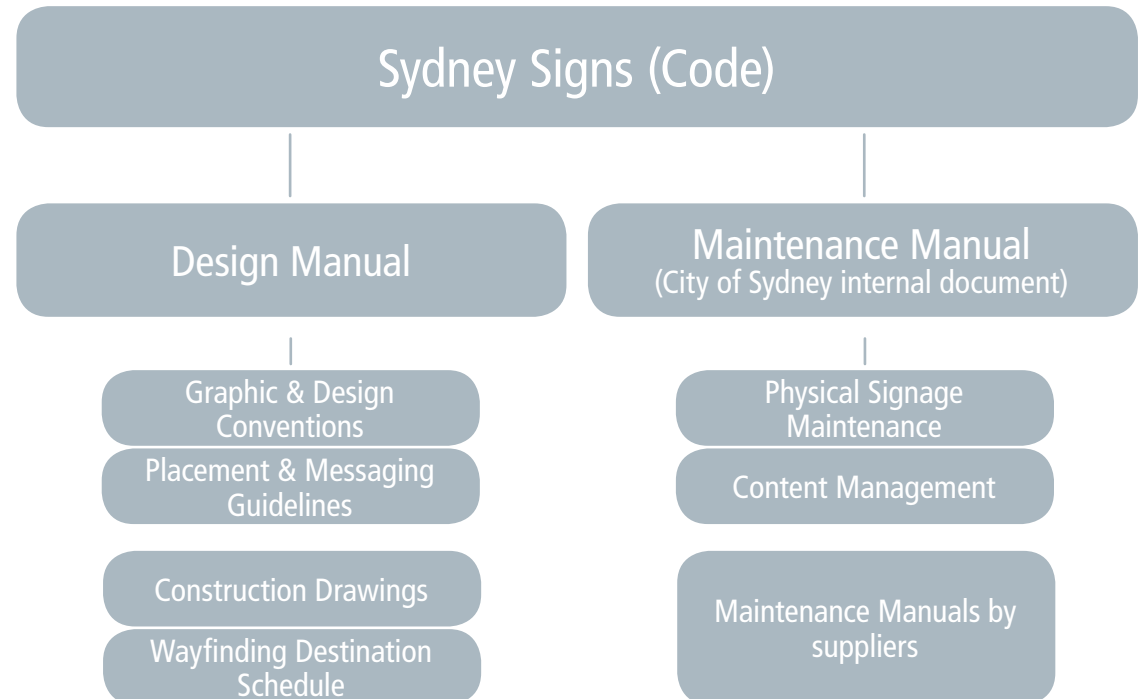 Sydney Signs (Code)
Design Manual
Maintenance Manual
(City of Sydney internal document)
Graphic & Design
Conventions
Placement & Messaging
Guidelines
Construction Drawings
Wayfinding Destination
Schedule
Physical Signage
Maintenance
Content Management
Maintenance Manuals by
suppliers